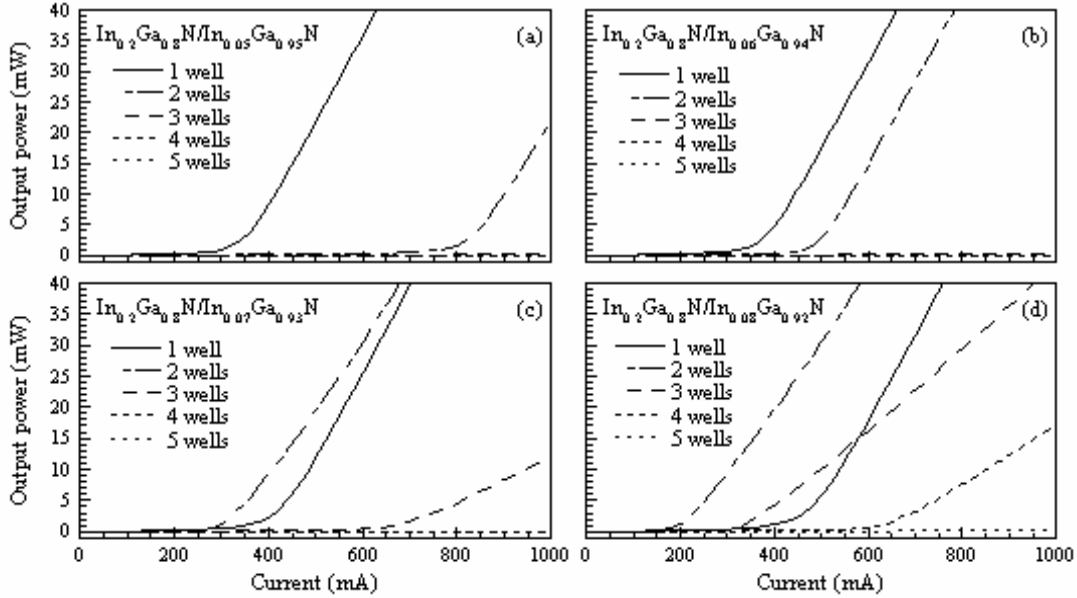 In0.2Ga0.8N/In0.05Ga0.95N (a)
1 well
2 wells
3 wells
4 wells
5 wells
40
35
30
25
20
15
10
5
0
Output power (mW)
In0.2Ga0.8N/In0.06Ga0.94N (b)
1 well
2 wells
3 wells
4 wells
5 wells
In0.2Ga0.8N/In0.07Ga0.93N (c)
1 well
2 wells
3 wells
4 wells
5 wells
40
35
30
25
20
15
10
5
0
Output power (mW)
0 200 400 600 800 1000
Current (mA)
In0.2Ga0.8N/In0.08Ga0.92N (d)
1 well
2 wells
3 wells
4 wells
5 wells
0 200 400 600 800 1000
Current (mA)